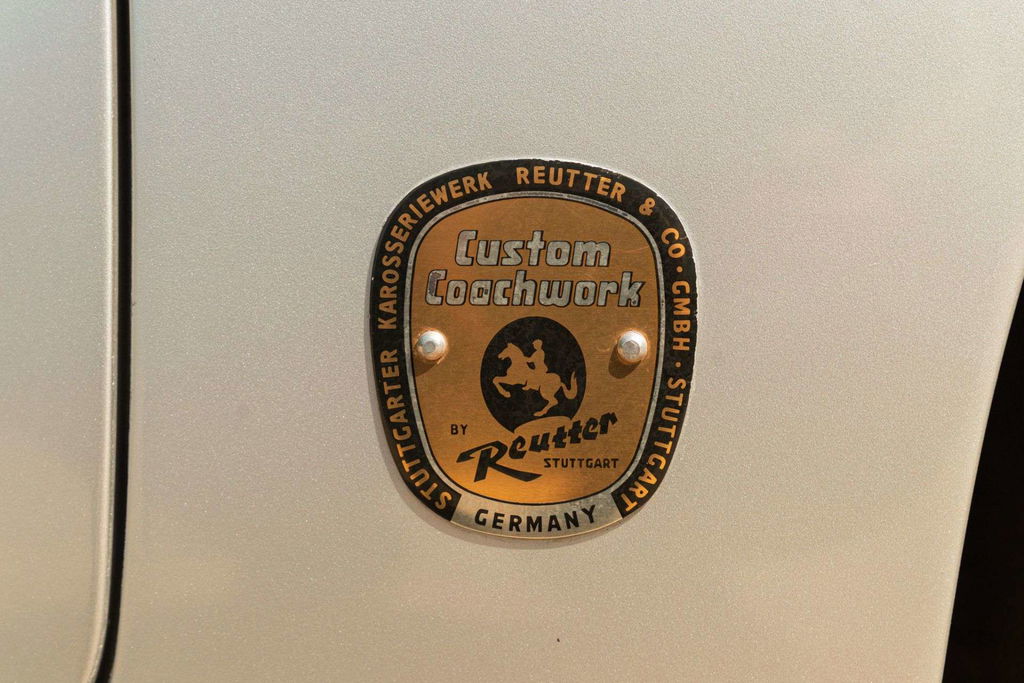 STUTTGARTER KAROSSERIEWERK REUTTER & CO · GMBH · STUTTGART
Custom
Coachwork
BY
Reutter
STUTTGART
GERMANY